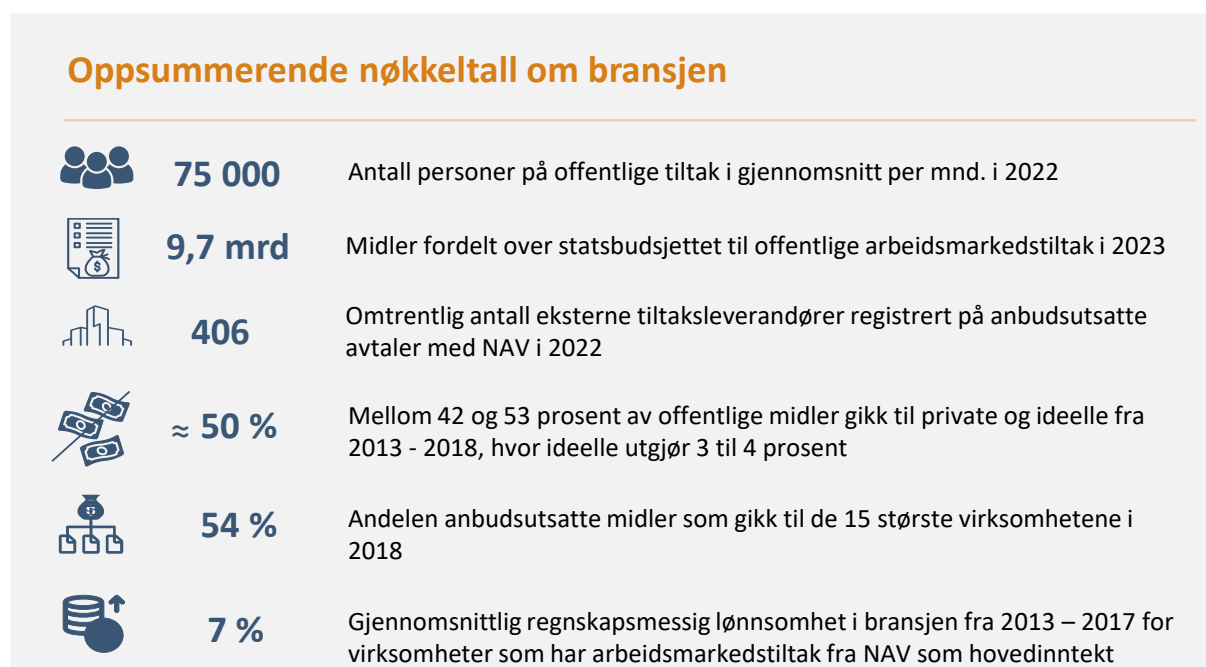 Oppsummerende nøkkeltall om bransjen
75 000
Antall personer på offentlige tiltak i gjennomsnitt per mnd. i 2022
9,7 mrd
Midler fordelt over statsbudsjettet til offentlige arbeidsmarkedstiltak i 2023
406
Omtrentlig antall eksterne tiltaksleverandører registrert på anbudsutsatte
avtaler med NAV i 2022
≈ 50 %
Mellom 42 og 53 prosent av offentlige midler gikk til private og ideelle fra
2013 - 2018, hvor ideelle utgjør 3 til 4 prosent
54 %
Andelen anbudsutsatte midler som gikk til de 15 største virksomhetene i
2018
7 %
Gjennomsnittlig regnskapsmessig lønnsomhet i bransjen fra 2013 – 2017 for
virksomheter som har arbeidsmarkedstiltak fra NAV som hovedinntekt